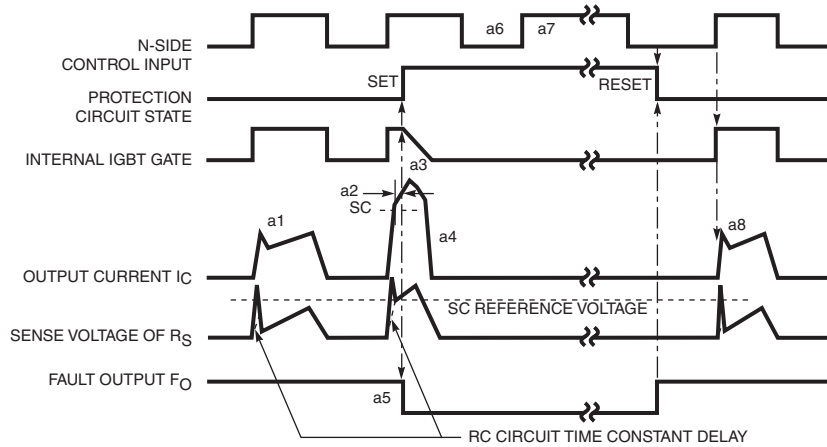 N-SIDE
CONTROL INPUT
a6
a7
SET
RESET
PROTECTION
CIRCUIT STATE
INTERNAL IGBT GATE
a3
a2
SC
a1
a4
a8
OUTPUT CURRENT IC
SC REFERENCE VOLTAGE
SENSE VOLTAGE OF RS
FAULT OUTPUT FO
a5
RC CIRCUIT TIME CONSTANT DELAY